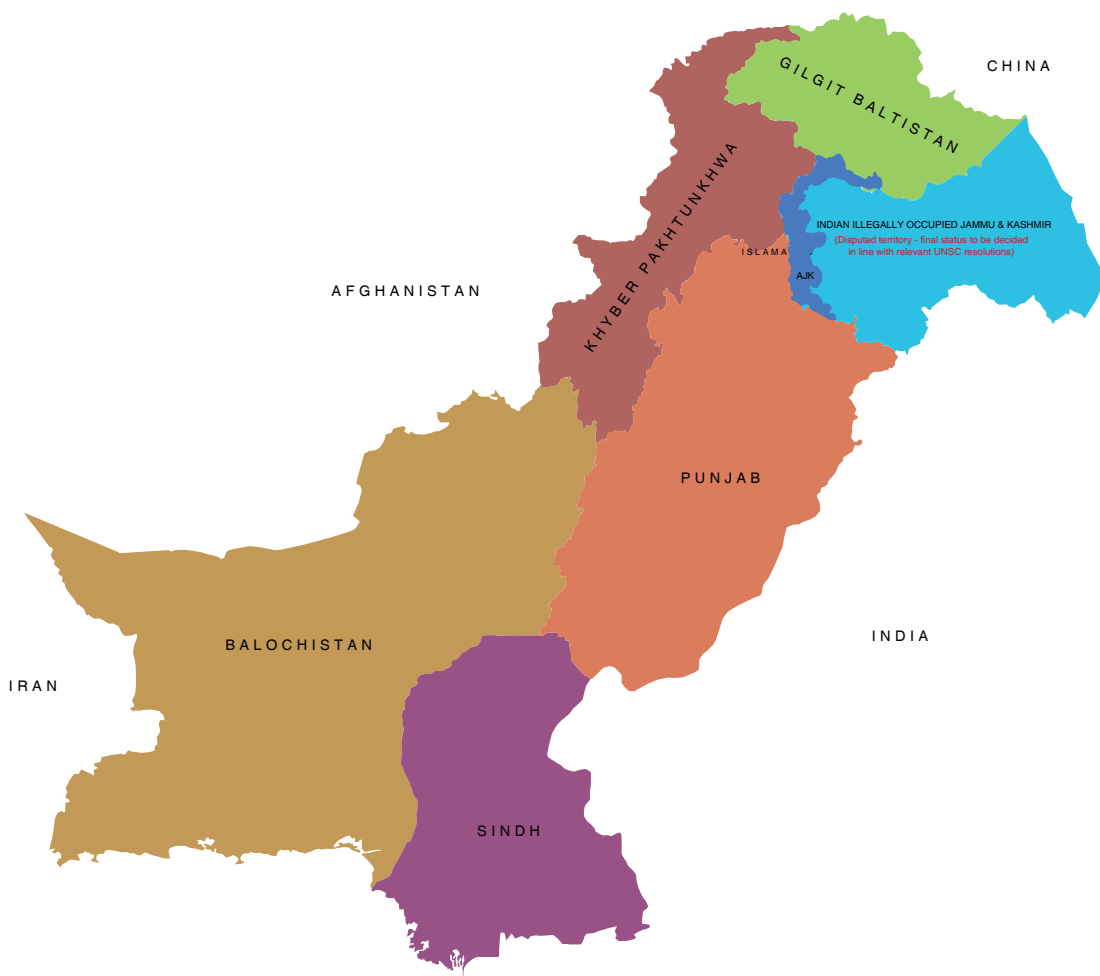 CHINA
GILGIT BALTISTAN
KHYBER PAKHTUNKHWA
INDIAN ILLEGALLY OCCUPIED JAMMU & KASHMIR
(Disputed territory - final status to be decided
in line with relevant UNSC resolutions)
ISLAMA
AJK
AFGHANISTAN
PUNJAB
INDIA
BALOCHISTAN
IRAN
SINDH